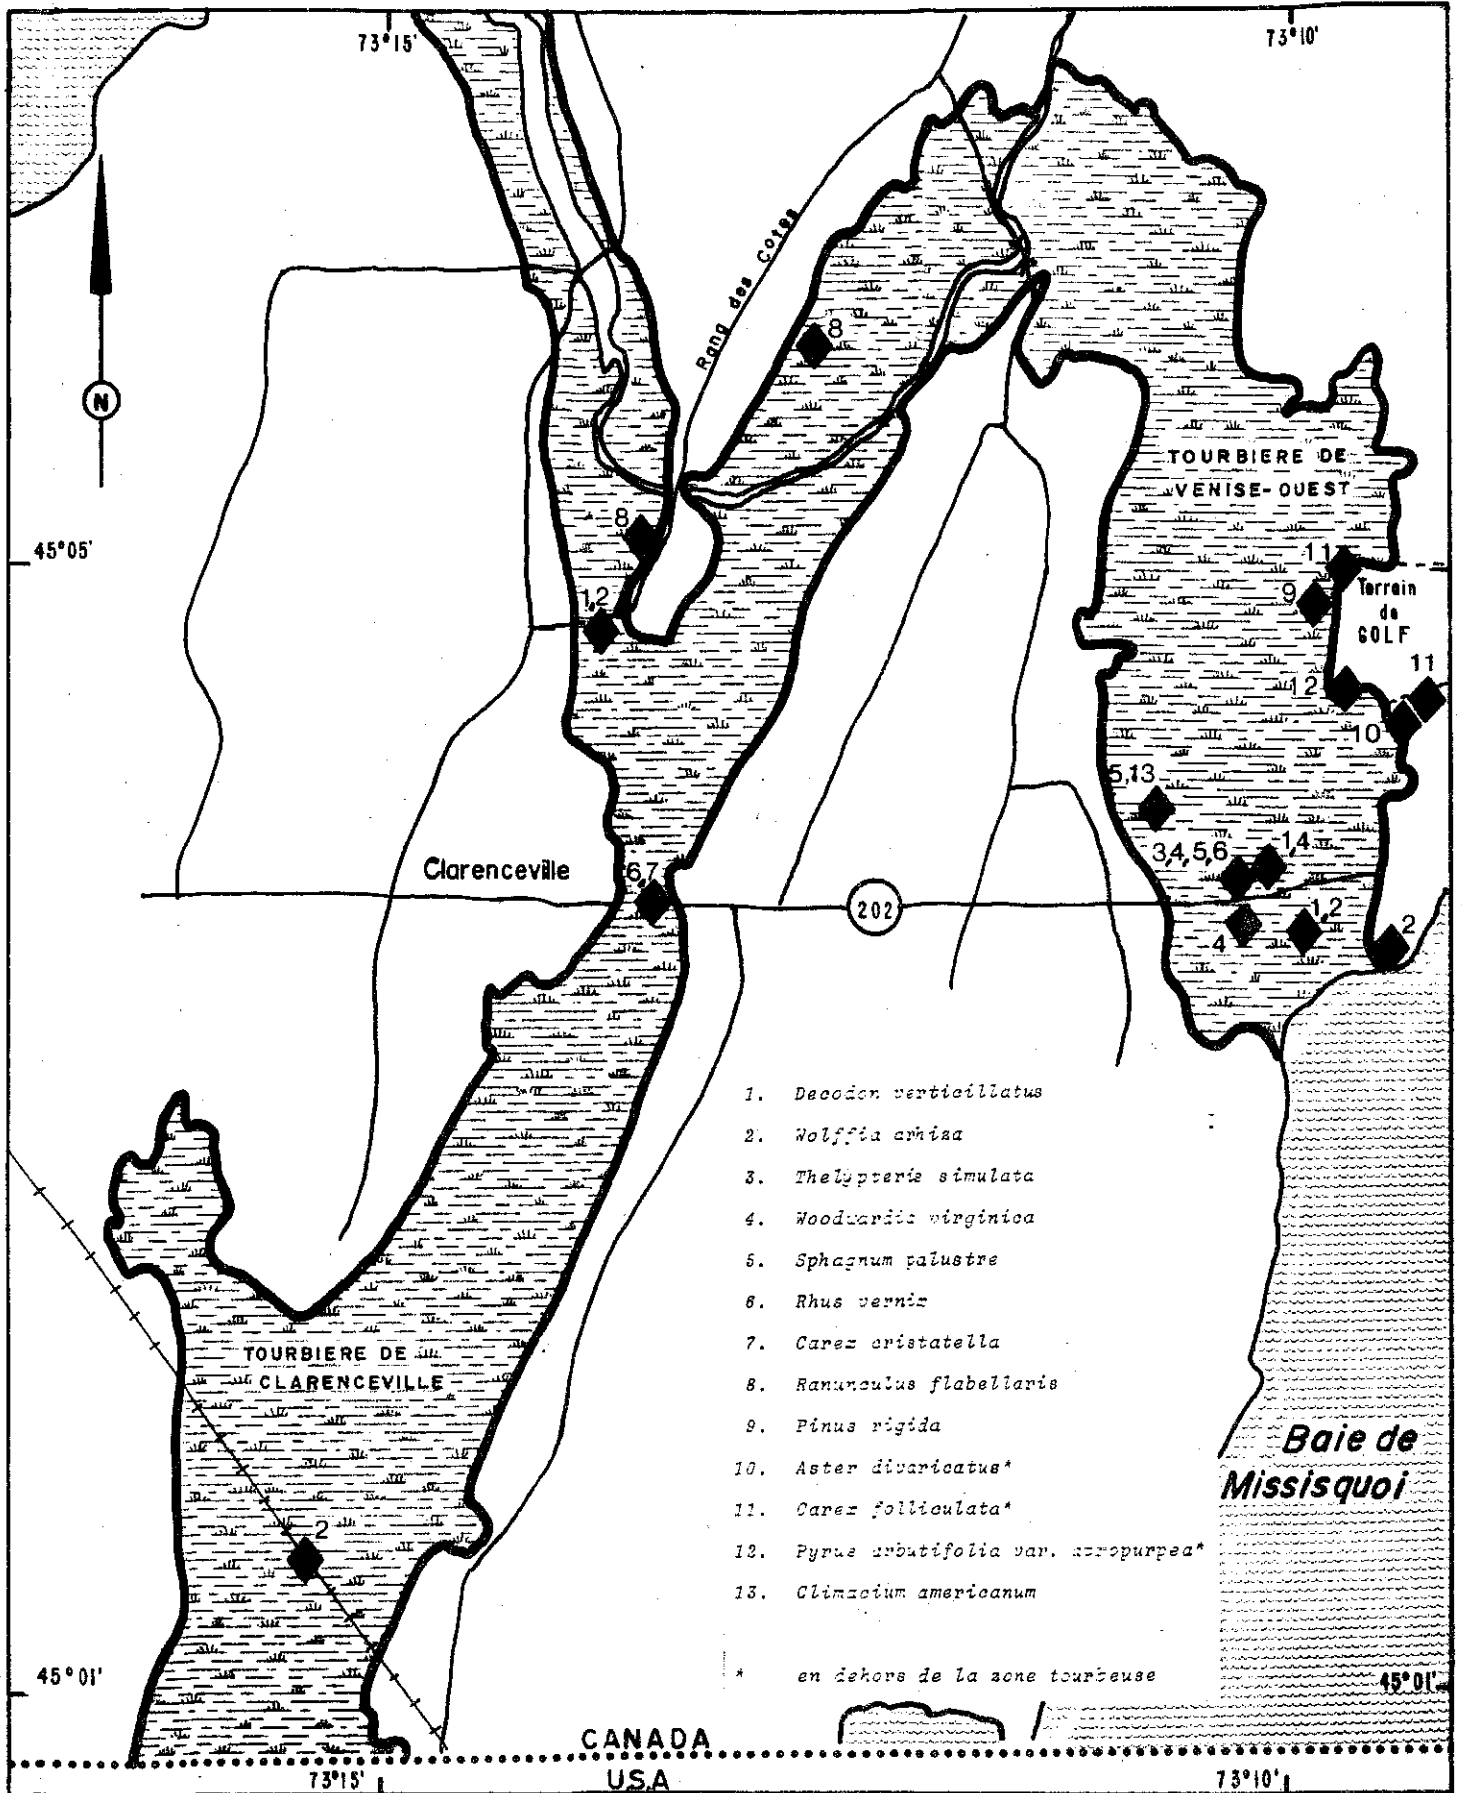 73°15'
73°10'
Rang des Cotes
N
8
TOURBIERE DE
VENISE-OUEST
8
45°05'
11
9
Terrain
de
GOLF
1,2
11
12
10
5,13
3,4,5,6
1,4
Clarenceville
6,7
202
1,2
4
2
1. Decodon verticillatus
2. Wolffia arhiza
3. Thelypteris simulata
4. Woodwardia virginica
5. Sphagnum palustre
6. Rhus vernix
7. Carex cristatella
8. Ranunculus flabellaris
9. Pinus rigida
10. Aster divaricatus*
11. Carex folliculata*
12. Pyrus arbutifolia var. atropurpea*
13. Climacium americanum
* en dehors de la zone tourbeuse
TOURBIERE DE
CLARENCEVILLE
Baie de
Missisquoi
2
45°01'
45°01'
CANADA
73°15'
U.S.A
73°10'